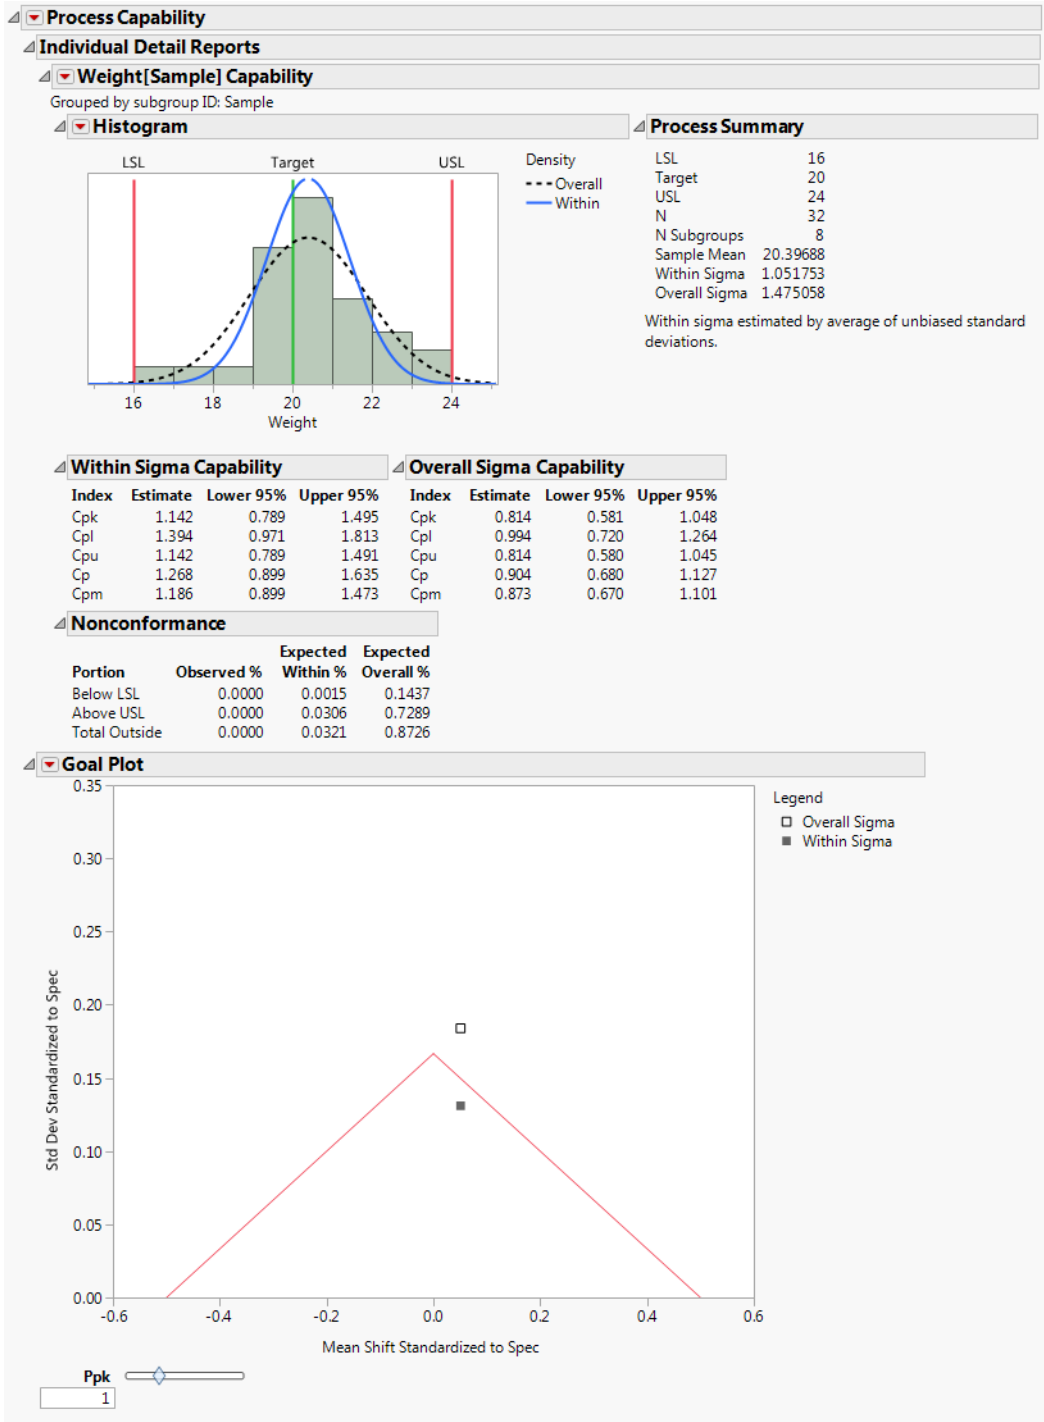 Process Capability
Individual Detail Reports
Weight[Sample] Capability
Grouped by subgroup ID: Sample
Histogram
LSL Target USL
16 18 20 22 24
Weight
Density
Overall
Within
Process Summary
LSL 16
Target 20
USL 24
N 32
N Subgroups 8
Sample Mean 20.39688
Within Sigma 1.051753
Overall Sigma 1.475058
Within sigma estimated by average of unbiased standard
deviations.
Within Sigma Capability
Index Estimate Lower 95% Upper 95%
Cpk 1.142 0.789 1.495
Cpl 1.394 0.971 1.813
Cpu 1.142 0.789 1.491
Cp 1.268 0.899 1.635
Cpm 1.186 0.899 1.473
Overall Sigma Capability
Index Estimate Lower 95% Upper 95%
Cpk 0.814 0.581 1.048
Cpl 0.994 0.720 1.264
Cpu 0.814 0.580 1.045
Cp 0.904 0.680 1.127
Cpm 0.873 0.670 1.101
Nonconformance
Expected Expected
Portion Observed % Within % Overall %
Below LSL 0.0000 0.0015 0.1437
Above USL 0.0000 0.0306 0.7289
Total Outside 0.0000 0.0321 0.8726
Goal Plot
0.35
0.30
0.25
0.20
0.15
0.10
0.05
0.00
Std Dev Standardized to Spec
-0.6 -0.4 -0.2 0.0 0.2 0.4 0.6
Mean Shift Standardized to Spec
Legend
Overall Sigma
Within Sigma
Ppk
1